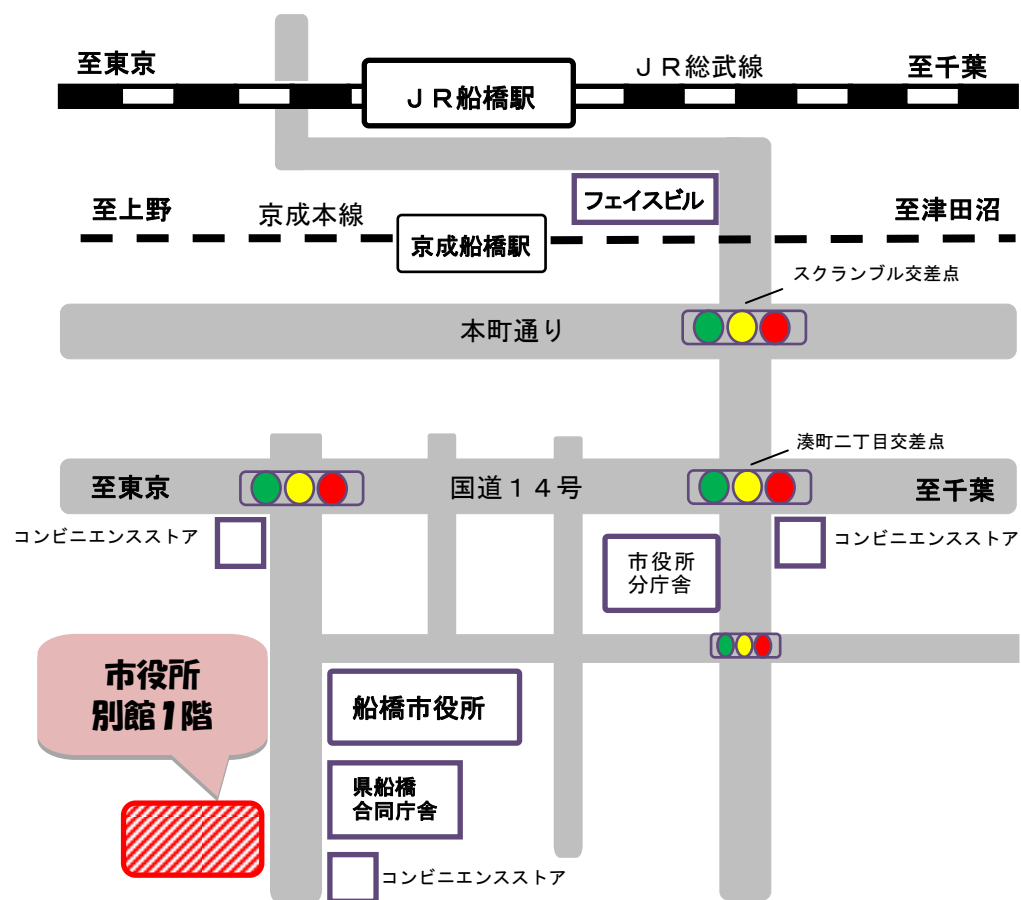 至東京
ＪＲ総武線
至千葉
ＪＲ船橋駅
フェイスビル
至上野
京成本線
至津田沼
京成船橋駅
スクランブル交差点
本町通り
湊町二丁目交差点
至東京
国道１４号
至千葉
コンビニエンスストア
コンビニエンスストア
市役所
分庁舎
市役所
別館１階
船橋市役所
県船橋
合同庁舎
コンビニエンスストア